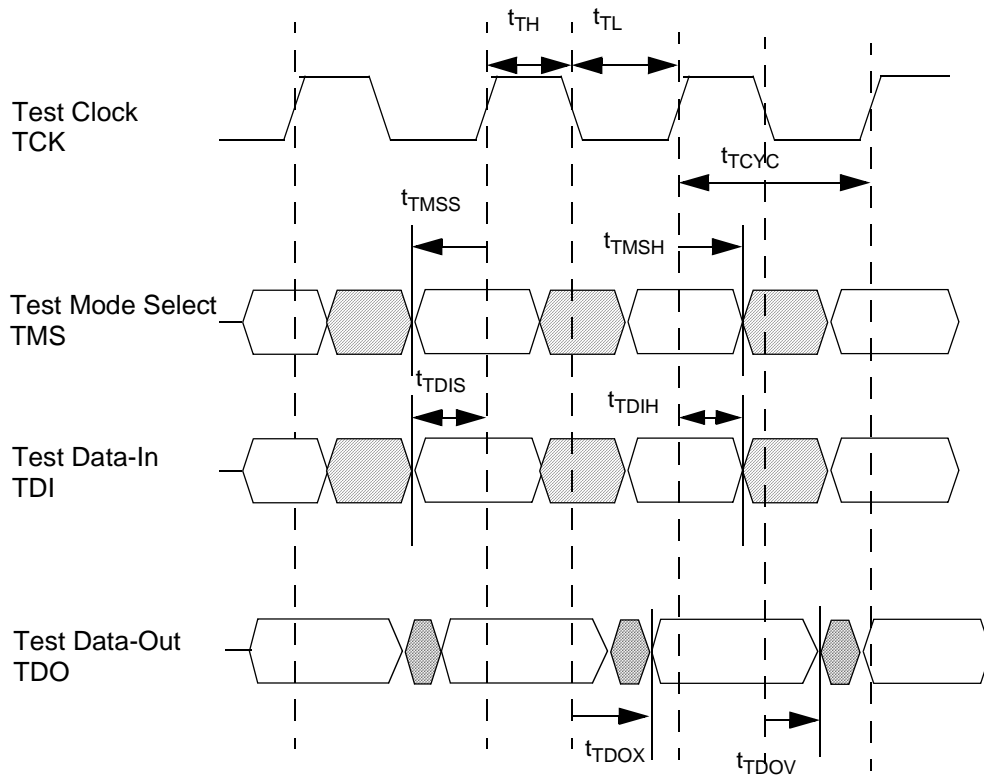 tTH
tTL
Test Clock
TCK
tTCYC
tTMSS
tTMSH
Test Mode Select
TMS
tTDIS
tTDIH
Test Data-In
TDI
Test Data-Out
TDO
tTDOX
tTDOV